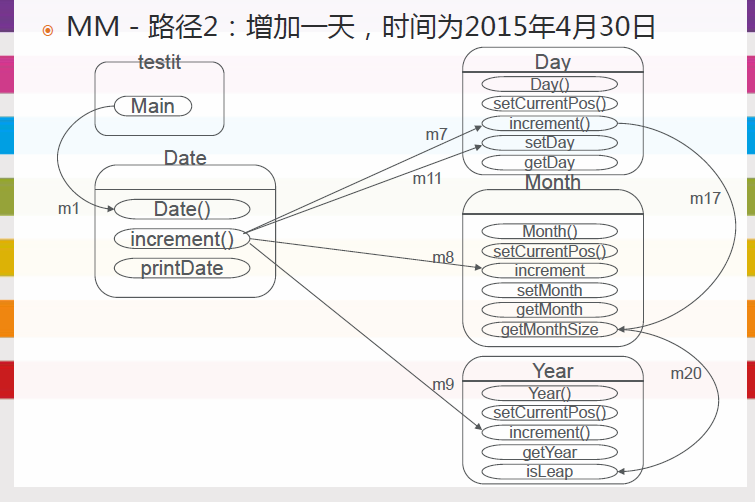 MM - 路径2：增加一天，时间为2015年4月30日
testit
Main
m1
Date
Date()
increment()
printDate
m7
m11
m8
m9
Day
Day()
setCurrentPos()
increment()
setDay
getDay
m17
Month
Month()
setCurrentPos()
increment
setMonth
getMonth
getMonthSize
m20
Year
Year()
setCurrentPos()
increment()
getYear
isLeap